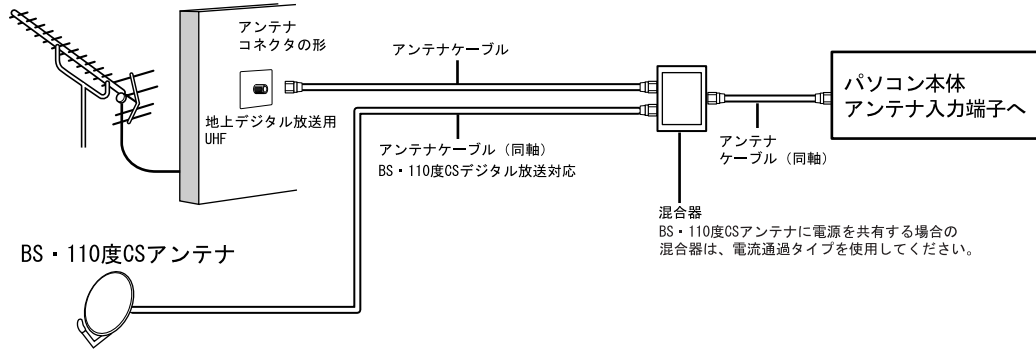 アンテナ
コネクタの形
アンテナケーブル
パソコン本体
アンテナ入力端子へ
地上デジタル放送用
UHF
アンテナケーブル（同軸）
BS・110度CSデジタル放送対応
アンテナ
ケーブル（同軸）
混合器
BS・110度CSアンテナに電源を共有する場合の
混合器は、電流通過タイプを使用してください。
BS・110度CSアンテナ